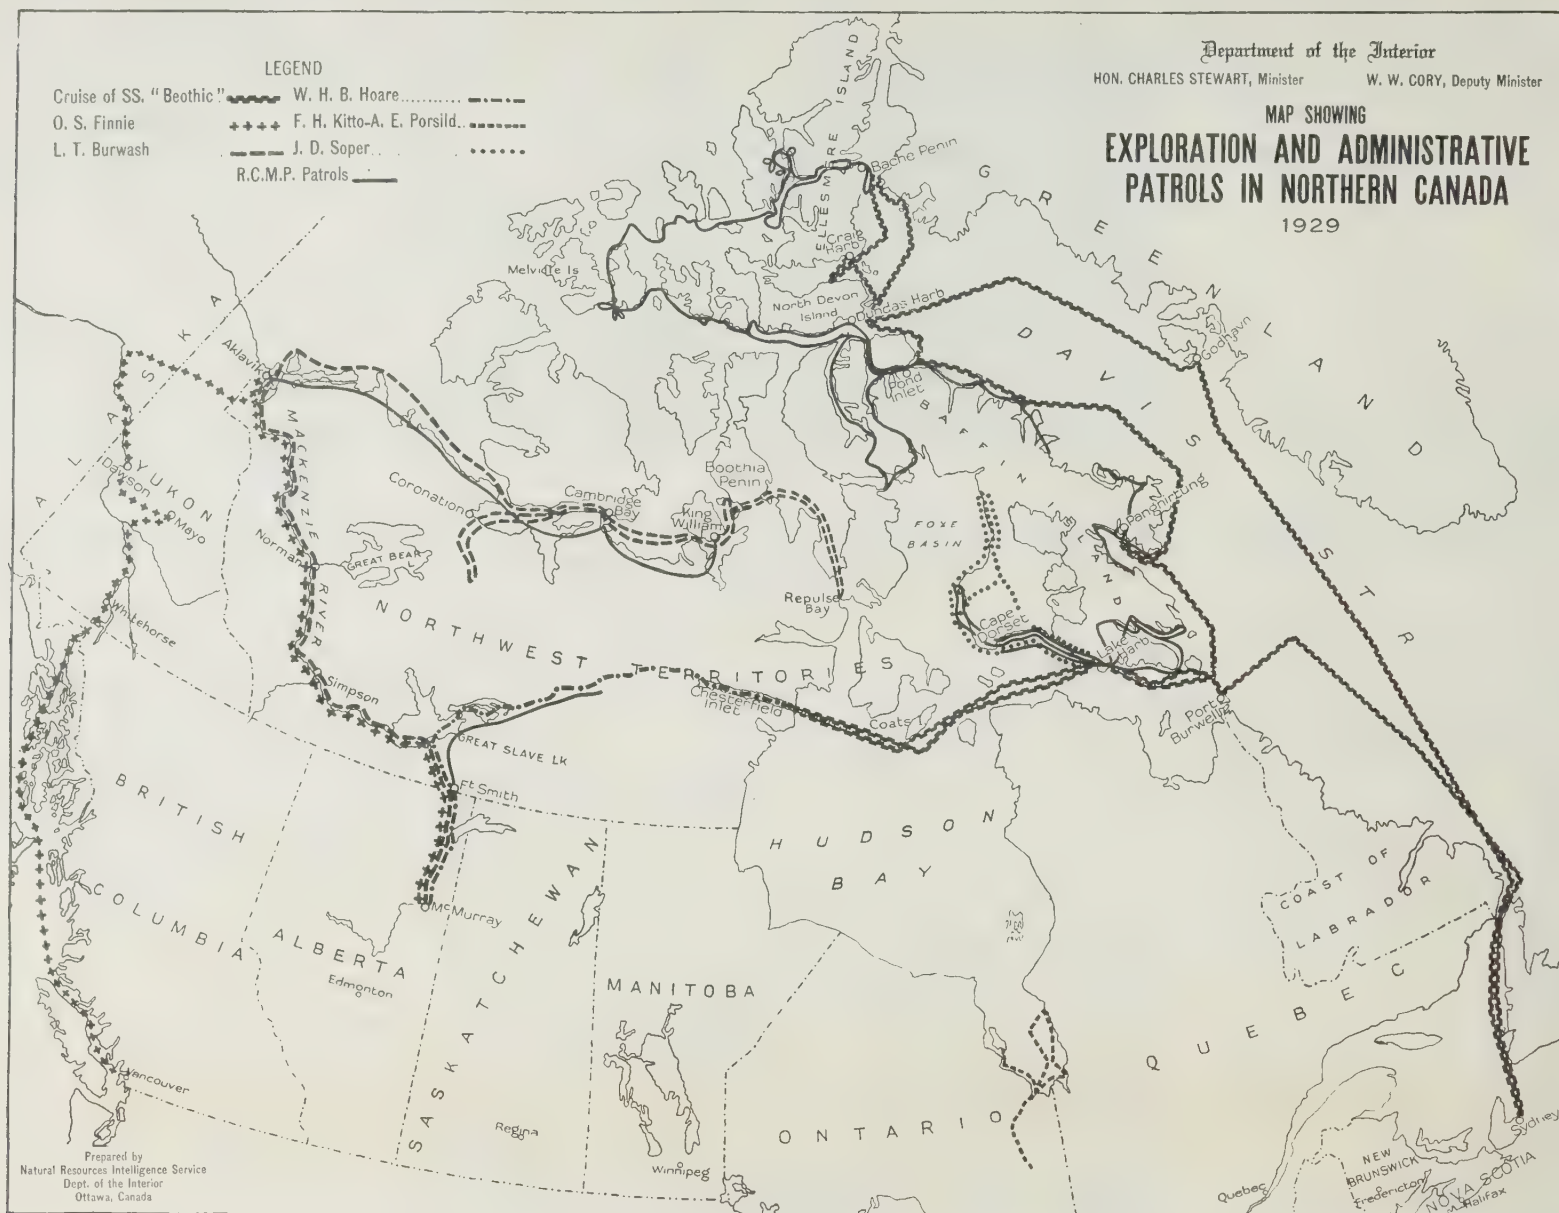 Department of the Interior
HON. CHARLES STEWART, Minister W. W. CORY, Deputy Minister
MAP SHOWING
EXPLORATION AND ADMINISTRATIVE
PATROLS IN NORTHERN CANADA
1929
LEGEND
Cruise of SS. "Beothic"
O. S. Finnie
L. T. Burwash
W. H. B. Hoare
F. H. Kitto-A. E. Porsild
J. D. Soper
R.C.M.P. Patrols
ELLESMERE ISLAND
Bache Penin
Craig Harb
Melville Is
North Devon
Island
Dundas Harb
GREENLAND
Godhavn
DAVIS STR
Pond
Inlet
BAFFIN ISLAND
ALASKA
Aklavik
MACKENZIE RIVER
YUKON
Dawson
Mayo
Norman
Whitehorse
GREAT BEAR
L
Coronation
Cambridge
Bay
King
William
Boothia
Penin
FOXE
BASIN
Pangnirtung
Repulse
Bay
Cape
Dorset
Lake
Harb
NORTHWEST TERRITORIES
Simpson
Chesterfield
Inlet
Coats I
Port
Burwell
GREAT SLAVE LK
Ft Smith
BRITISH
COLUMBIA
HUDSON
BAY
COAST OF
LABRADOR
McMurray
ALBERTA
Edmonton
SASKATCHEWAN
MANITOBA
QUEBEC
Vancouver
Regina
Winnipeg
ONTARIO
Sydney
NEW
BRUNSWICK
Fredericton
NOVA SCOTIA
Halifax
Quebec
Prepared by
Natural Resources Intelligence Service
Dept. of the Interior
Ottawa, Canada